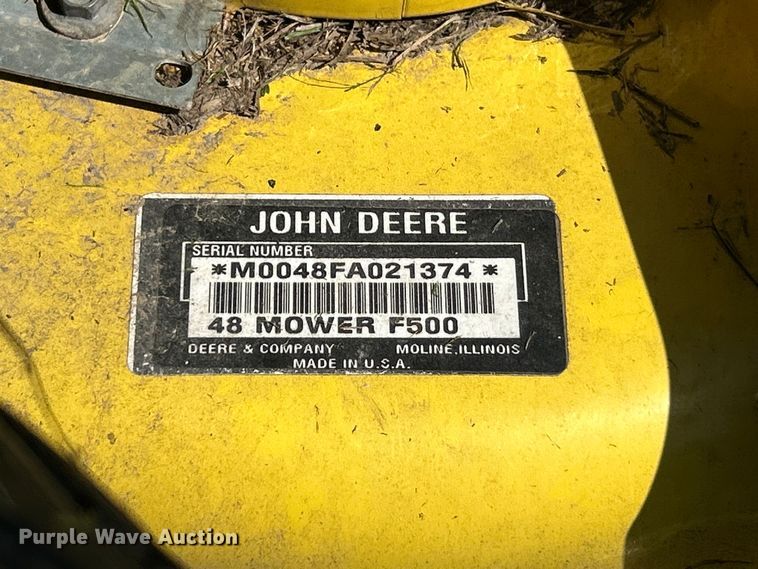 JOHN DEERE
SERIAL NUMBER
*M0048FA021374*
48 MOWER F500
DEERE & COMPANY MOLINE, ILLINOIS
MADE IN U.S.A.
Purple Wave Auction®